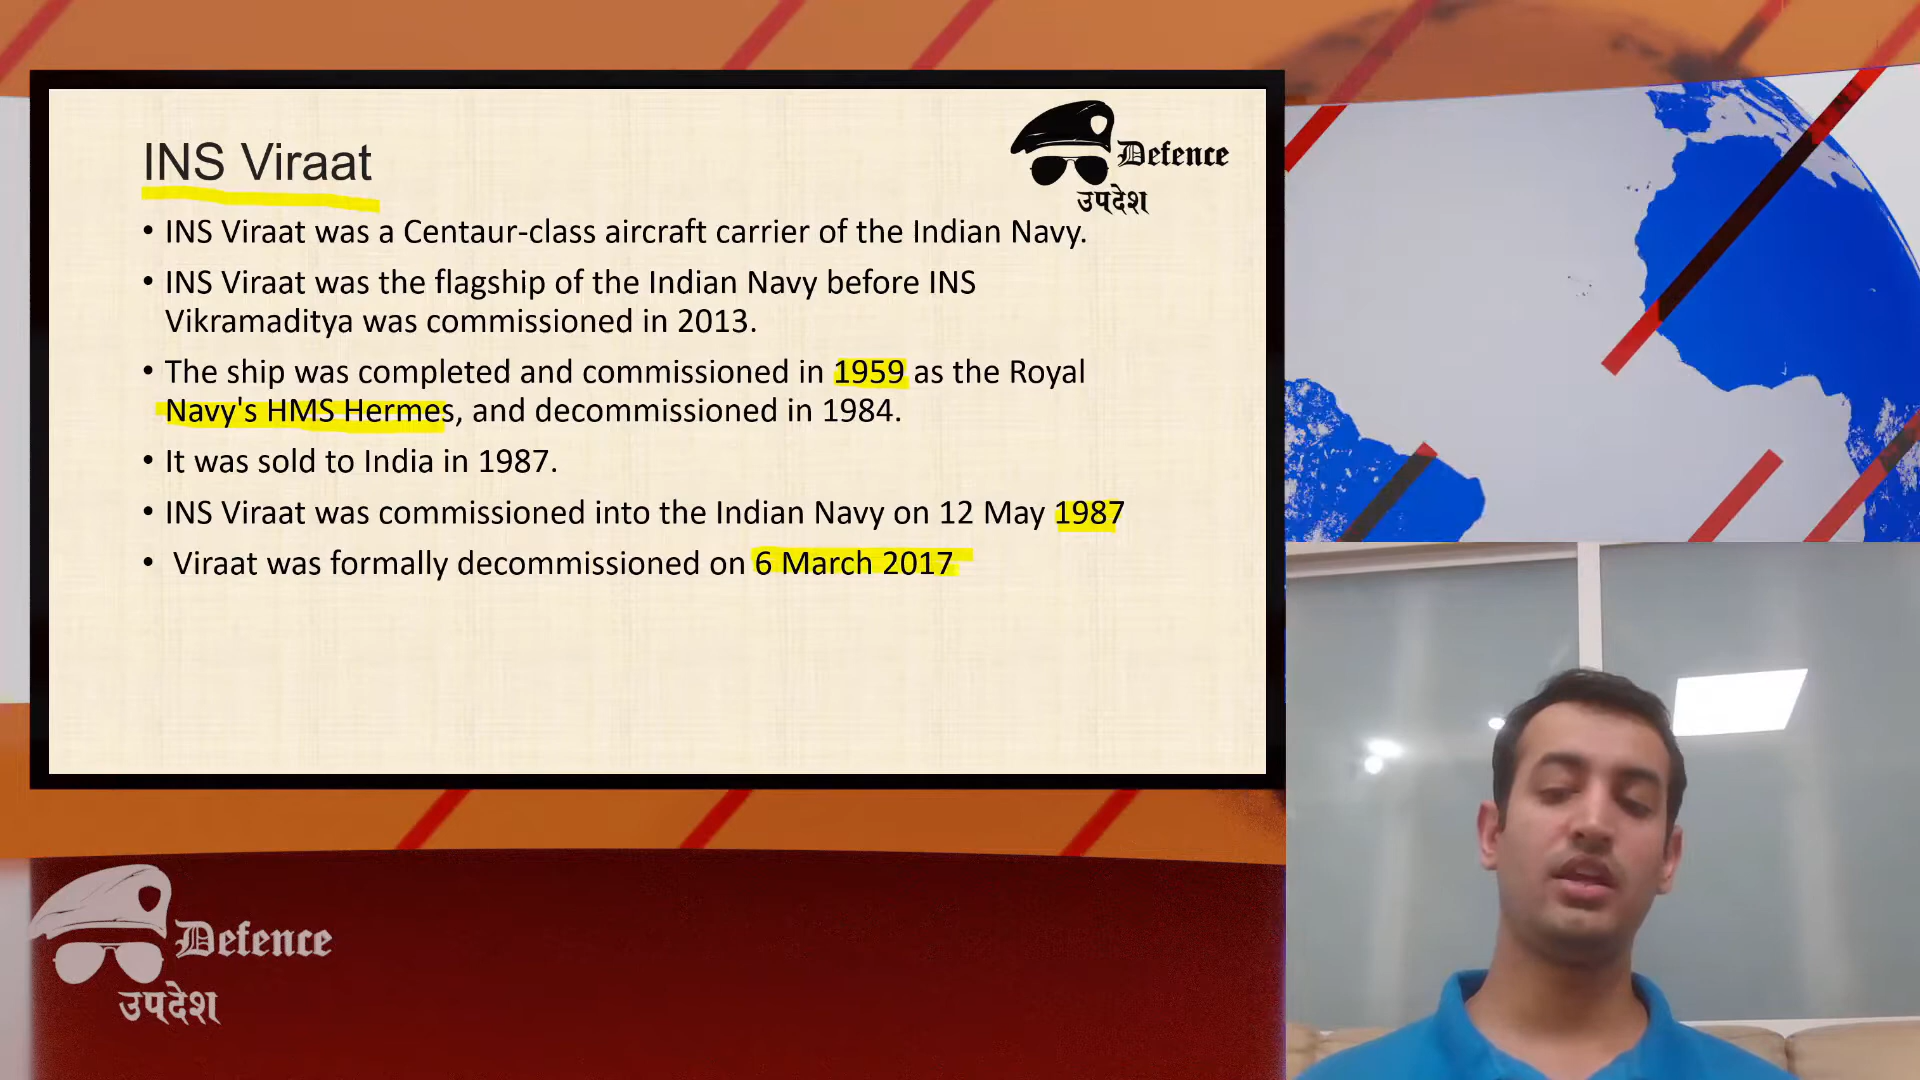 INS Viraat
Defence
उपदेश
• INS Viraat was a Centaur-class aircraft carrier of the Indian Navy.
• INS Viraat was the flagship of the Indian Navy before INS
Vikramaditya was commissioned in 2013.
• The ship was completed and commissioned in 1959 as the Royal
Navy's HMS Hermes, and decommissioned in 1984.
• It was sold to India in 1987.
• INS Viraat was commissioned into the Indian Navy on 12 May 1987
• Viraat was formally decommissioned on 6 March 2017
Defence
उपदेश